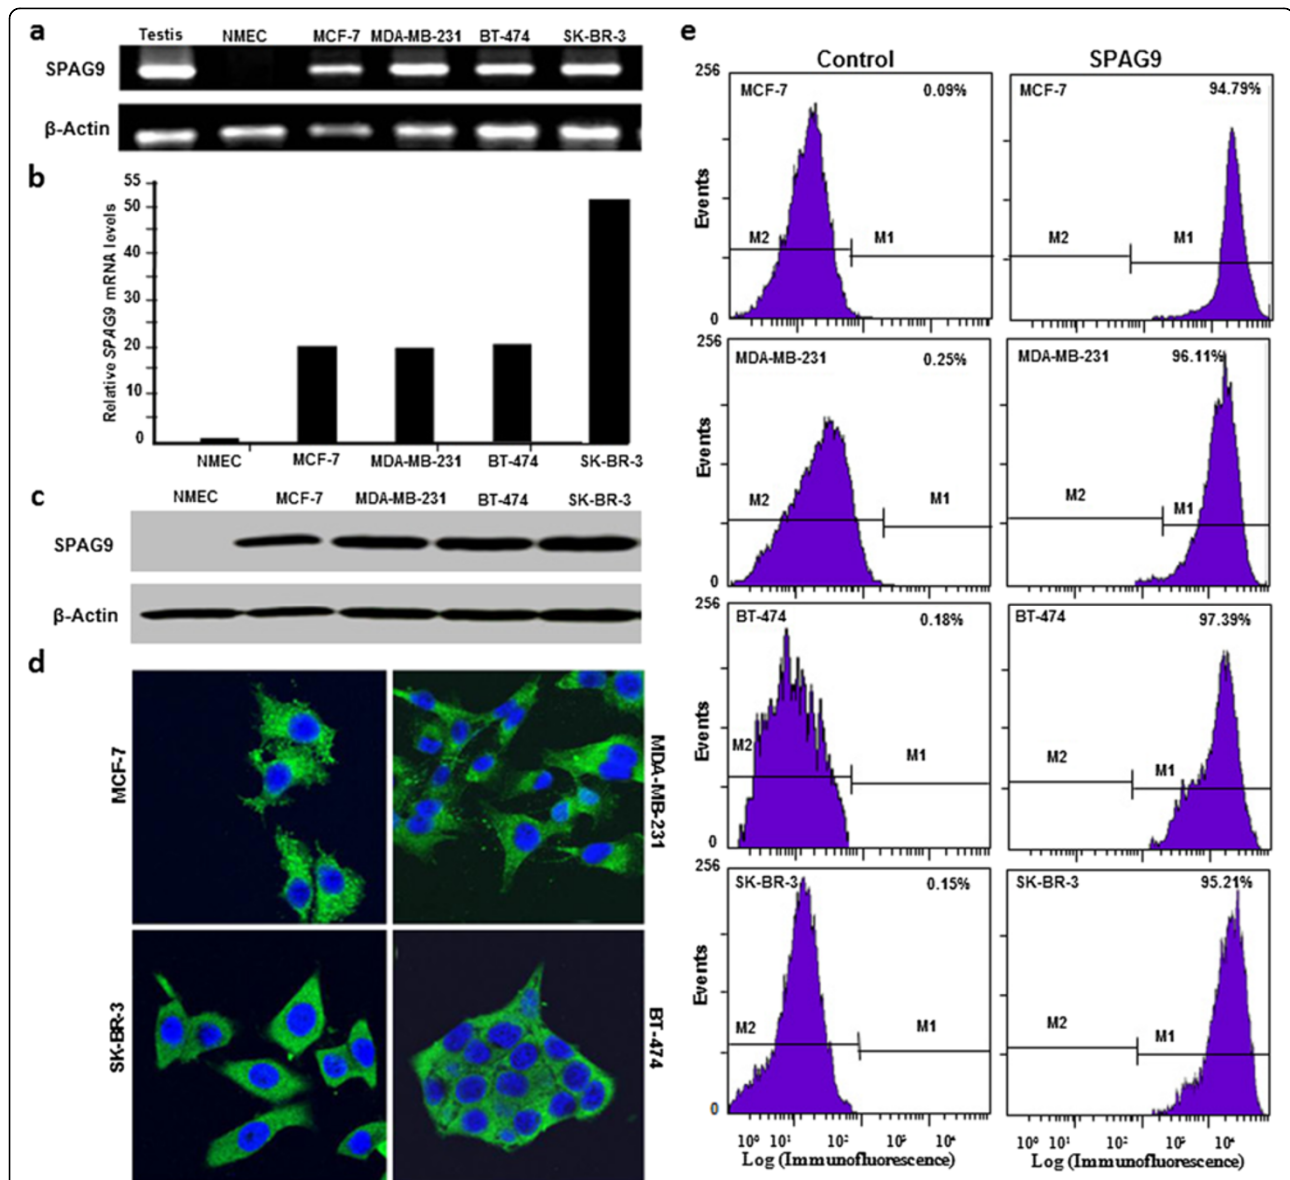 a
Testis NMEC MCF-7 MDA-MB-231 BT-474 SK-BR-3
SPAG9
β-Actin
b
Relative SPAG9 mRNA levels
55
50
40
30
20
10
0
NMEC MCF-7 MDA-MB-231 BT-474 SK-BR-3
c
NMEC MCF-7 MDA-MB-231 BT-474 SK-BR-3
SPAG9
β-Actin
d
MCF-7
MDA-MB-231
SK-BR-3
BT-474
e
Control SPAG9
256
MCF-7 0.09%
M2 M1
Events
0
MCF-7 94.79%
M2 M1
256
MDA-MB-231 0.25%
M2 M1
Events
0
MDA-MB-231 96.11%
M2 M1
256
BT-474 0.18%
M2 M1
Events
0
BT-474 97.39%
M2 M1
256
SK-BR-3 0.15%
M2 M1
Events
0
SK-BR-3 95.21%
M2 M1
10⁰ 10¹ 10² 10³ 10⁴
Log (Immunofluorescence)
10⁰ 10¹ 10² 10³ 10⁴
Log (Immunofluorescence)